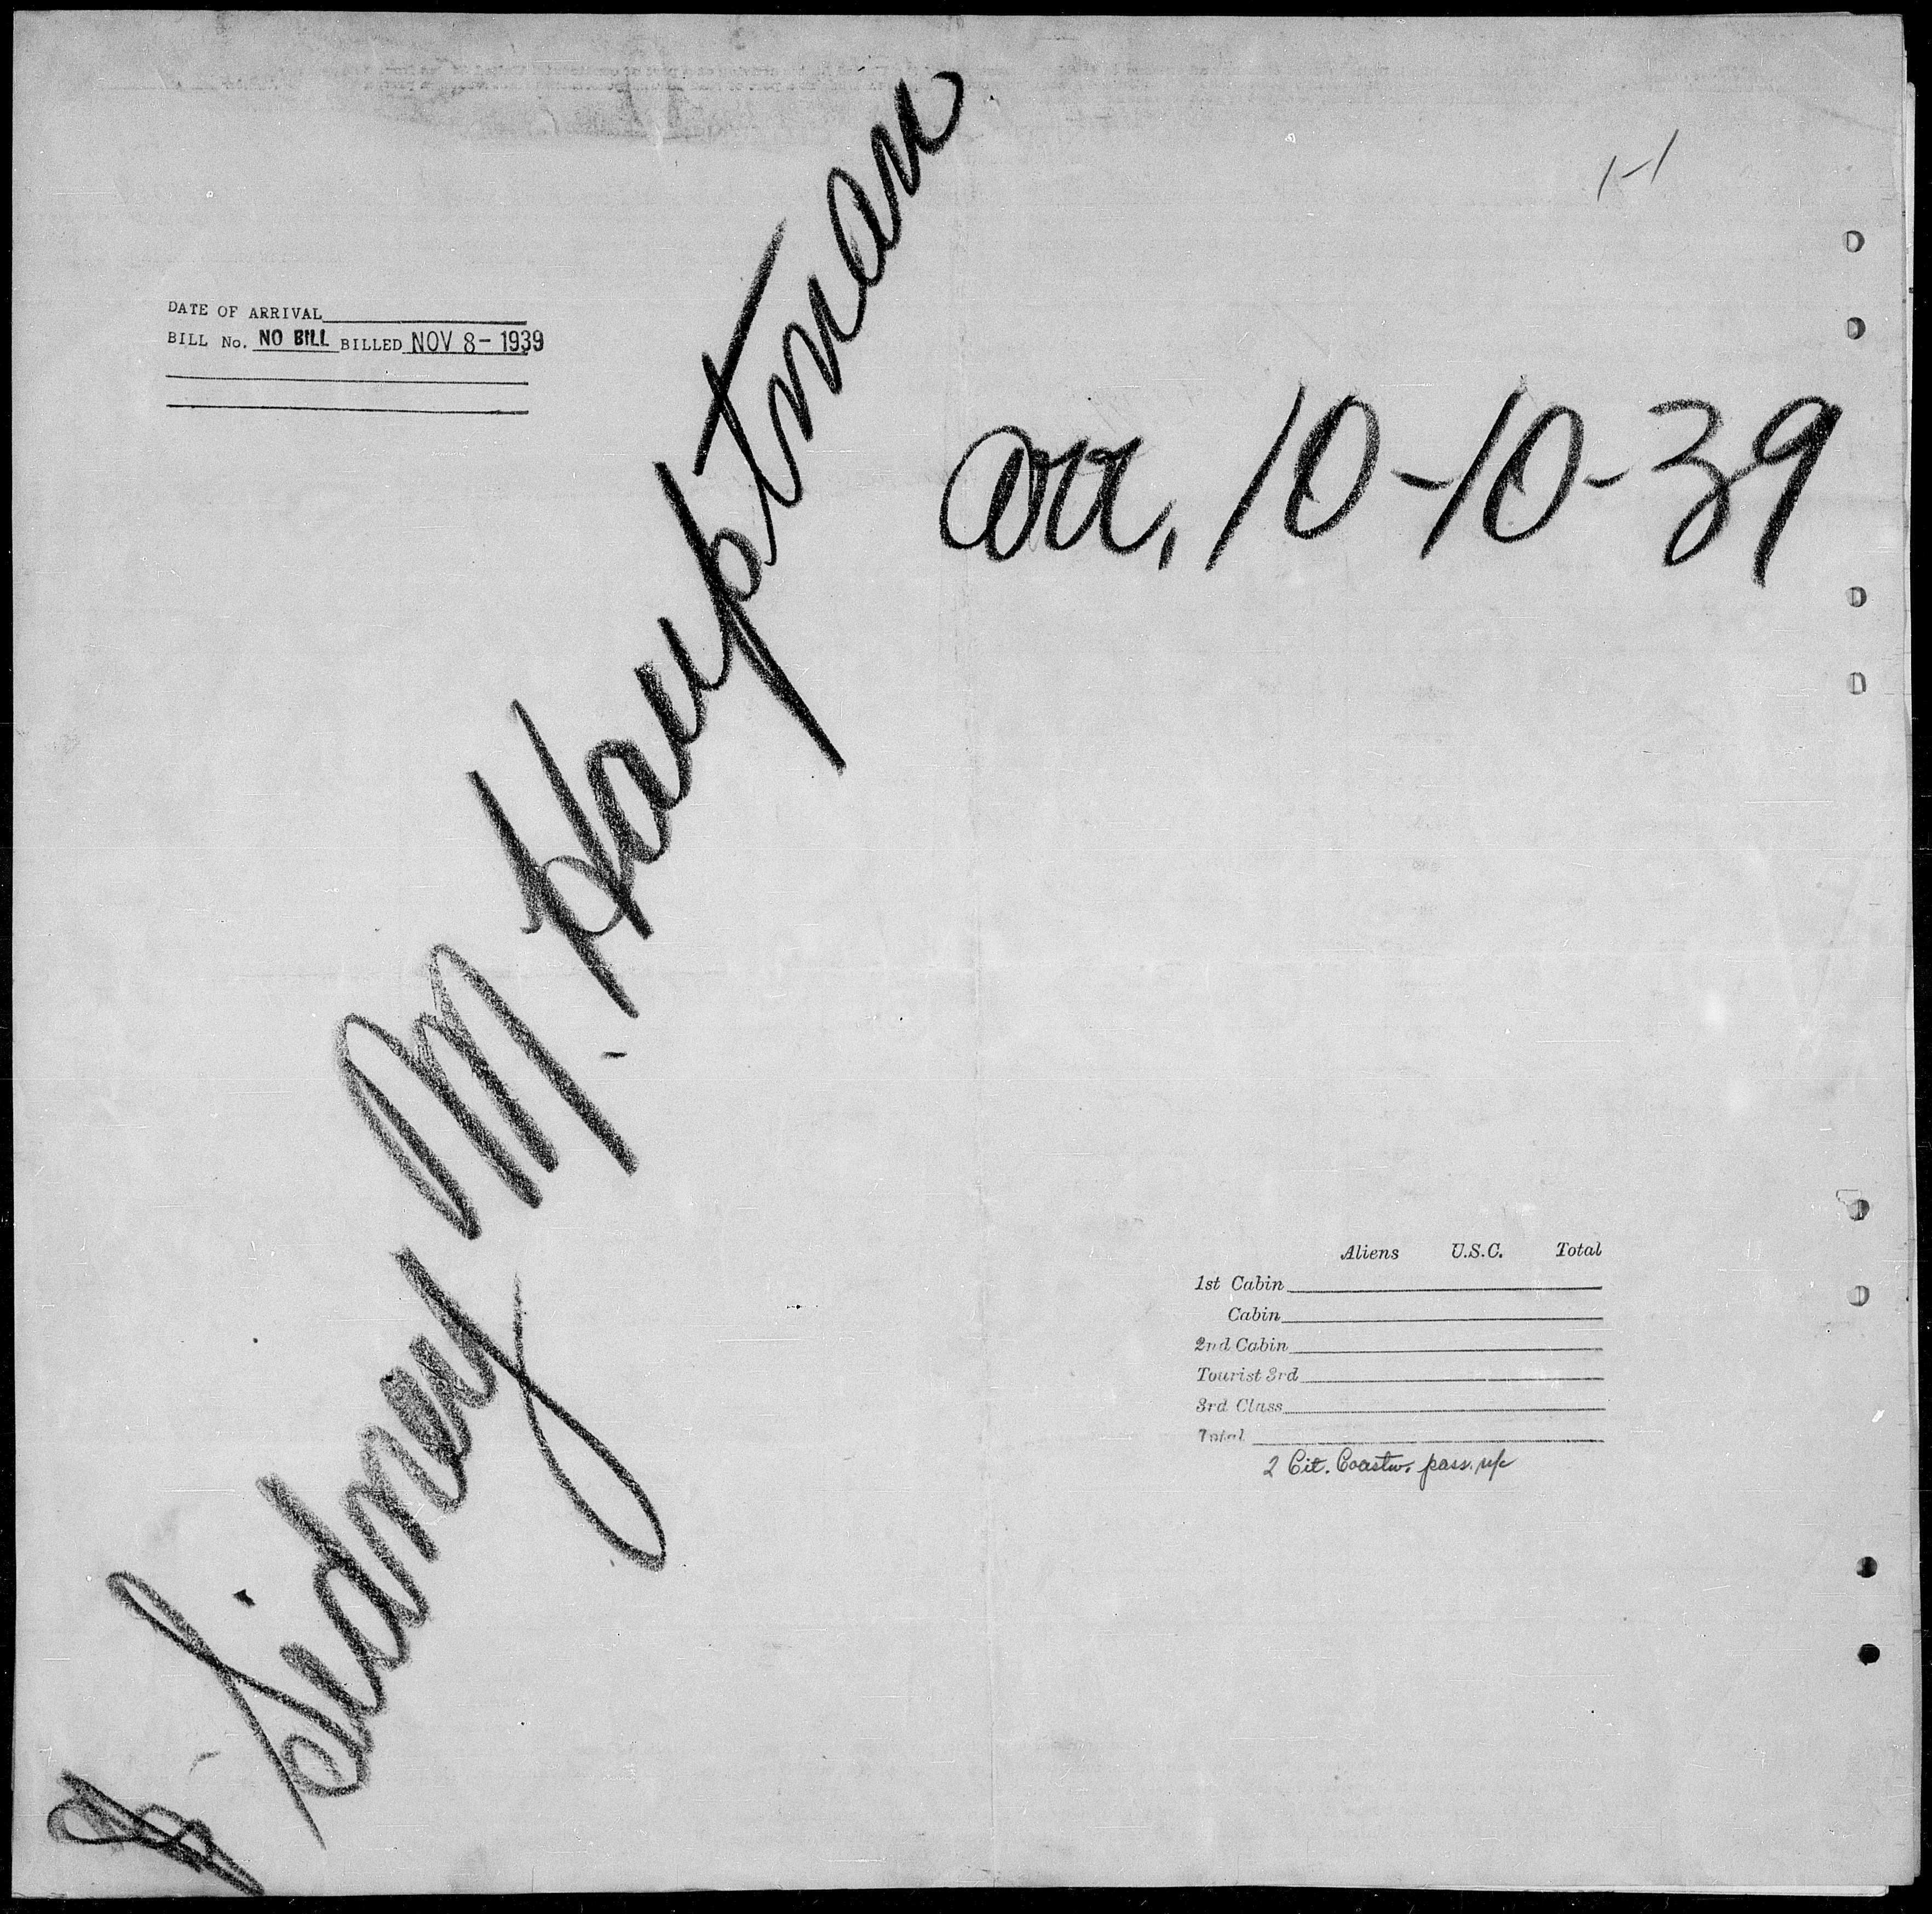 1-1
DATE OF ARRIVAL
BILL No. NO BILL BILLED NOV 8- 1939
Sidney M. Hauptman
arr. 10-10-39
Aliens U.S.C. Total
1st Cabin
Cabin
2nd Cabin
Tourist 3rd
3rd Class
Total
2 Cit. Coastw. pass.